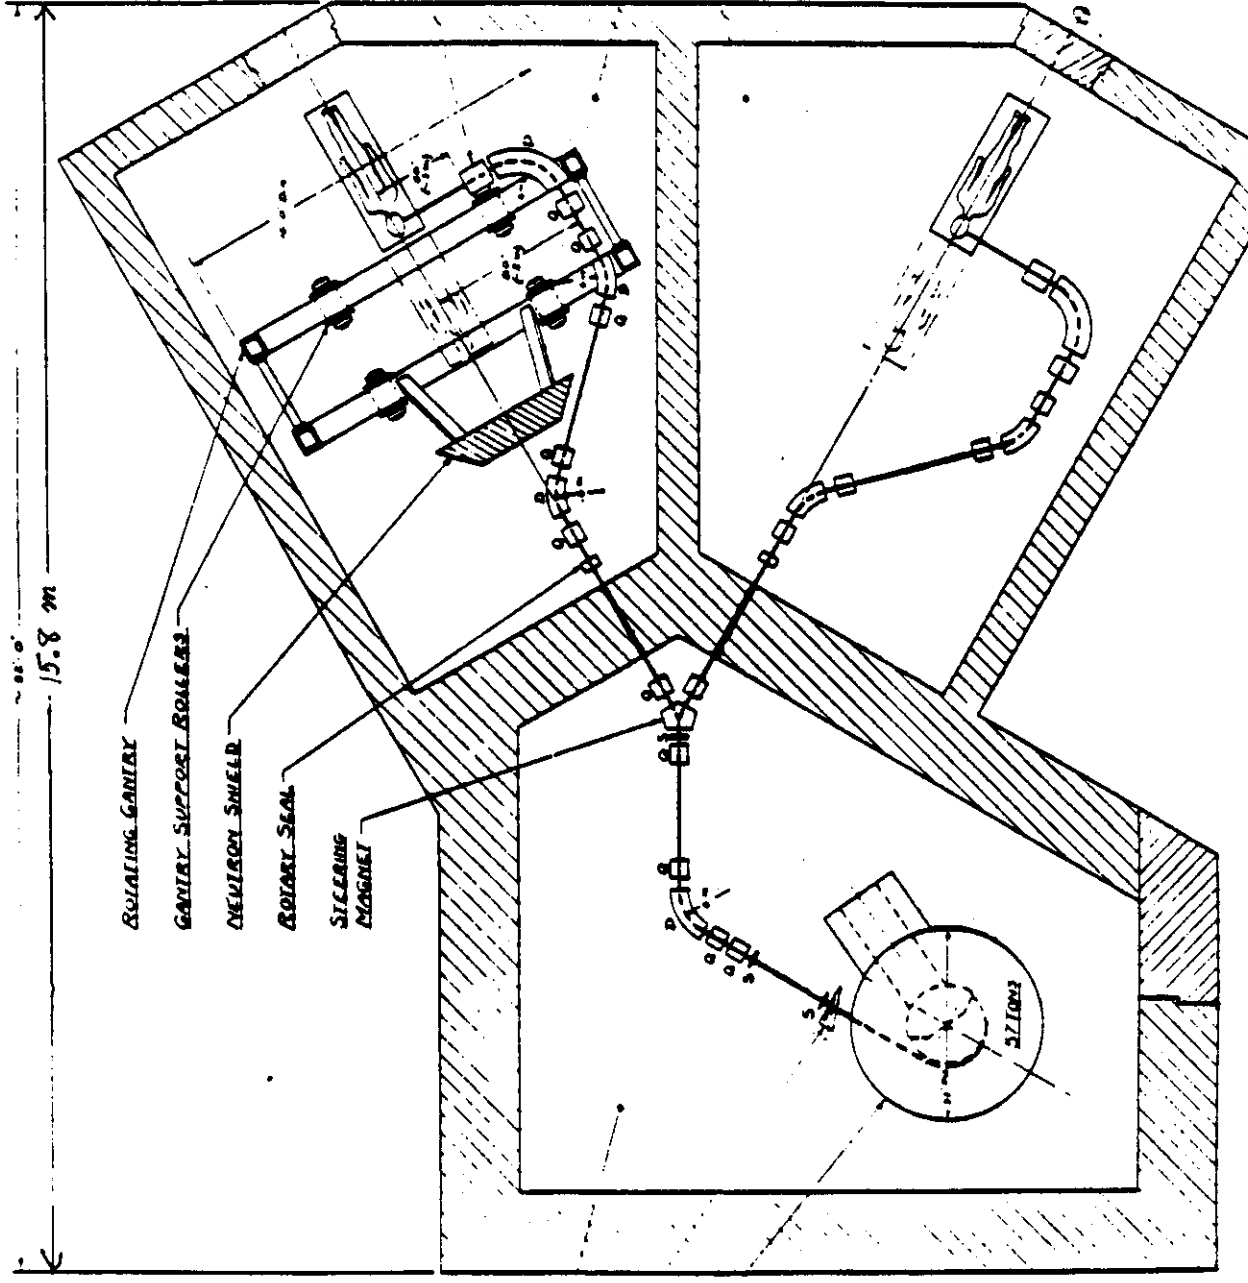 15.8 m
ROTATING GANTRY
GANTRY SUPPORT ROLLERS
NEUTRON SHIELD
ROTARY SEAL
STEERING
MAGNET
D
Q
Q
D
Q
Q
D
Q
Q
S
Q
Q
D
Q
Q
S
S
57 TONS